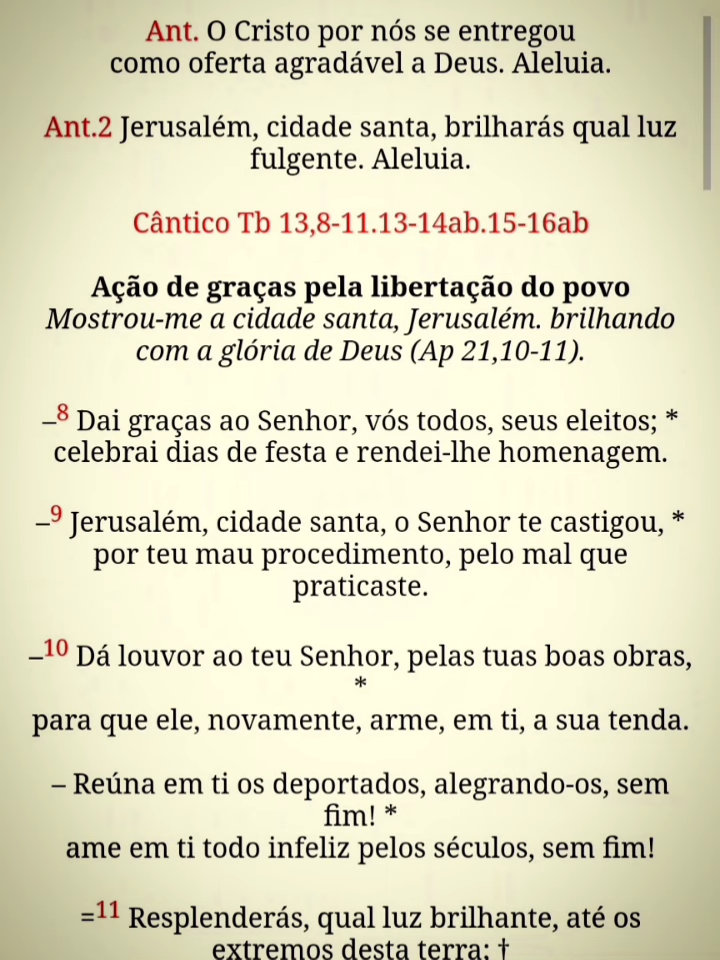 Ant. O Cristo por nós se entregou
como oferta agradável a Deus. Aleluia.
Ant.2 Jerusalém, cidade santa, brilharás qual luz
fulgente. Aleluia.
Cântico Tb 13,8-11.13-14ab.15-16ab
Ação de graças pela libertação do povo
Mostrou-me a cidade santa, Jerusalém. brilhando
com a glória de Deus (Ap 21,10-11).
–8 Dai graças ao Senhor, vós todos, seus eleitos; *
celebrai dias de festa e rendei-lhe homenagem.
–9 Jerusalém, cidade santa, o Senhor te castigou, *
por teu mau procedimento, pelo mal que
praticaste.
–10 Dá louvor ao teu Senhor, pelas tuas boas obras,
*
para que ele, novamente, arme, em ti, a sua tenda.
– Reúna em ti os deportados, alegrando-os, sem
fim! *
ame em ti todo infeliz pelos séculos, sem fim!
=11 Resplenderás, qual luz brilhante, até os
extremos desta terra; †